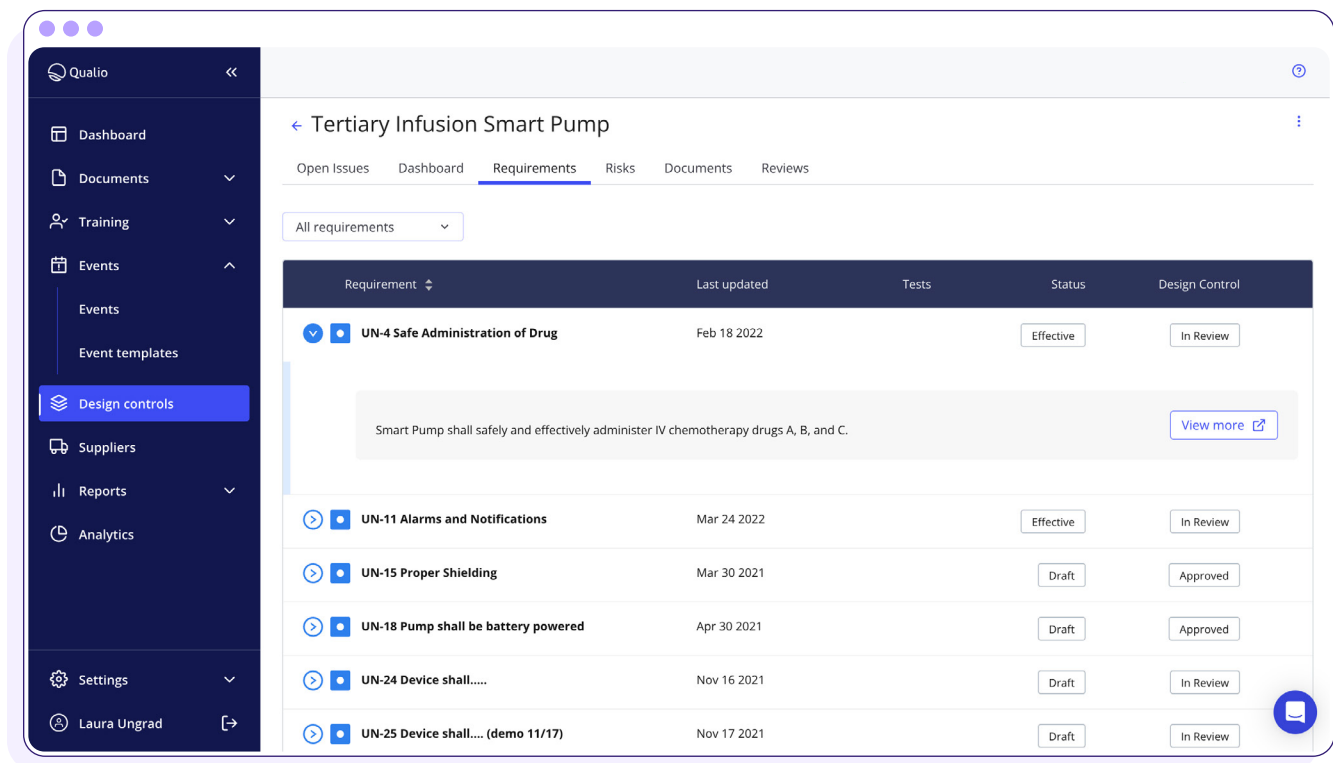 Qualio
Dashboard
Documents
Training
Events
Events
Event templates
Design controls
Suppliers
Reports
Analytics
Settings
Laura Ungrad
Tertiary Infusion Smart Pump
Open Issues Dashboard Requirements Risks Documents Reviews
All requirements
Requirement Last updated Tests Status Design Control
UN-4 Safe Administration of Drug Feb 18 2022 Effective In Review
Smart Pump shall safely and effectively administer IV chemotherapy drugs A, B, and C. View more
UN-11 Alarms and Notifications Mar 24 2022 Effective In Review
UN-15 Proper Shielding Mar 30 2021 Draft Approved
UN-18 Pump shall be battery powered Apr 30 2021 Draft Approved
UN-24 Device shall..... Nov 16 2021 Draft In Review
UN-25 Device shall.... (demo 11/17) Nov 17 2021 Draft In Review